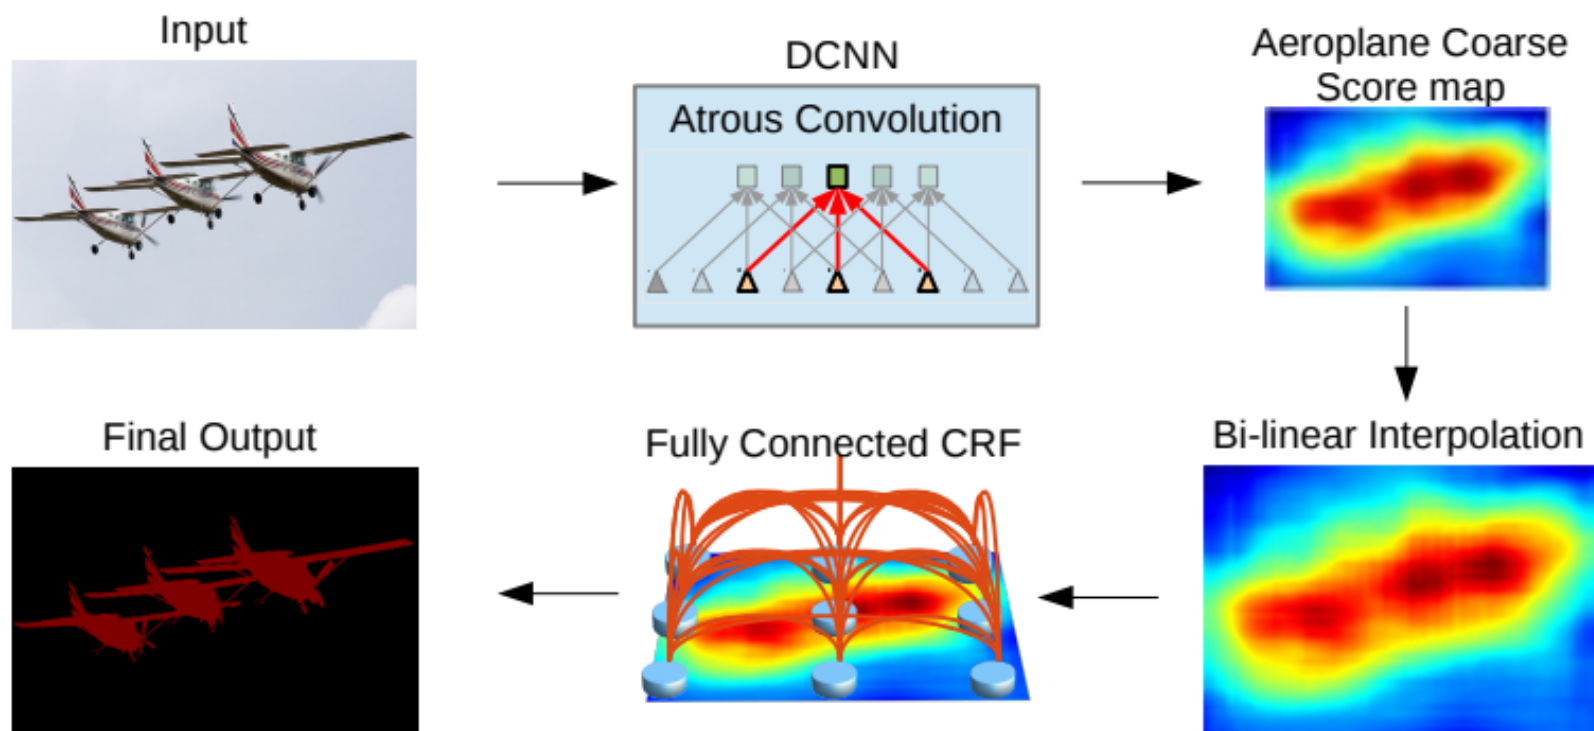 Input
DCNN
Atrous Convolution
Aeroplane Coarse
Score map
Bi-linear Interpolation
Fully Connected CRF
Final Output